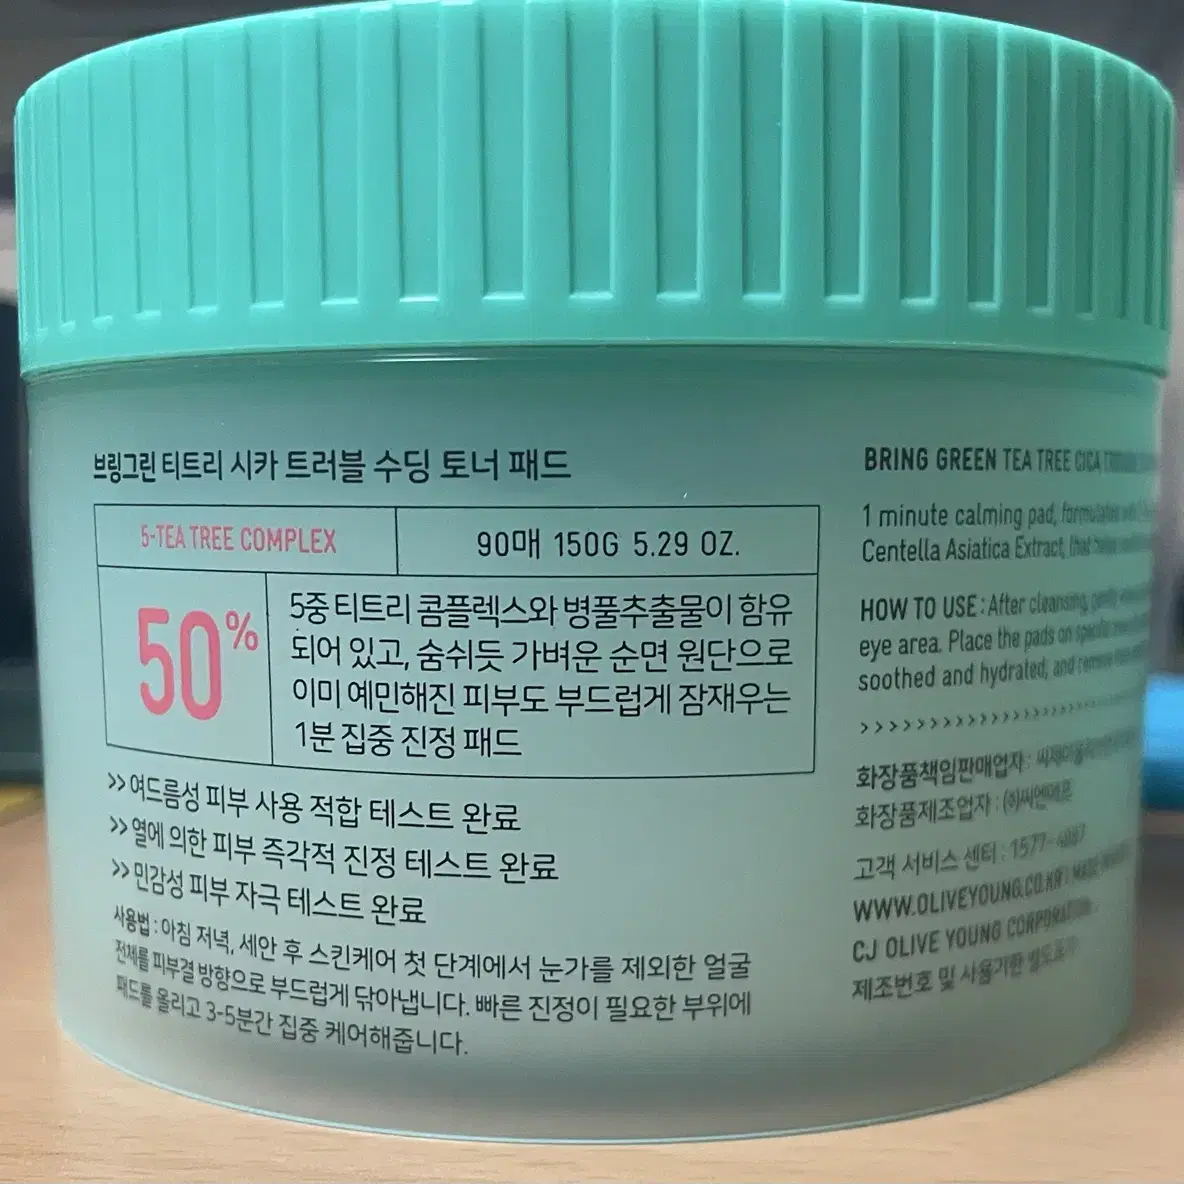 브링그린 티트리 시카 트러블 수딩 토너 패드
5-TEA TREE COMPLEX
90매 150G 5.29 OZ.
50%
5중 티트리 콤플렉스와 병풀추출물이 함유
되어 있고, 숨쉬듯 가벼운 순면 원단으로
이미 예민해진 피부도 부드럽게 잠재우는
1분 집중 진정 패드
>> 여드름성 피부 사용 적합 테스트 완료
>> 열에 의한 피부 즉각적 진정 테스트 완료
>> 민감성 피부 자극 테스트 완료
사용법 : 아침 저녁, 세안 후 스킨케어 첫 단계에서 눈가를 제외한 얼굴
전체를 피부결 방향으로 부드럽게 닦아냅니다. 빠른 진정이 필요한 부위에
패드를 올리고 3-5분간 집중 케어해줍니다.
BRING GREEN TEA TREE CICA
1 minute calming pad, formulated
Centella Asiatica Extract, that
HOW TO USE : After cleansing, gently
eye area. Place the pads on
soothed and hydrated, and remove
>>>>>>>>>>>>>>>>>>
화장품책임판매업자 :
화장품제조업자 : ㈜씨엔에프
고객 서비스 센터 : 1577-4887
WWW.OLIVEYOUNG.CO.KR
CJ OLIVE YOUNG CORPORATION
제조번호 및 사용기한 별도표기